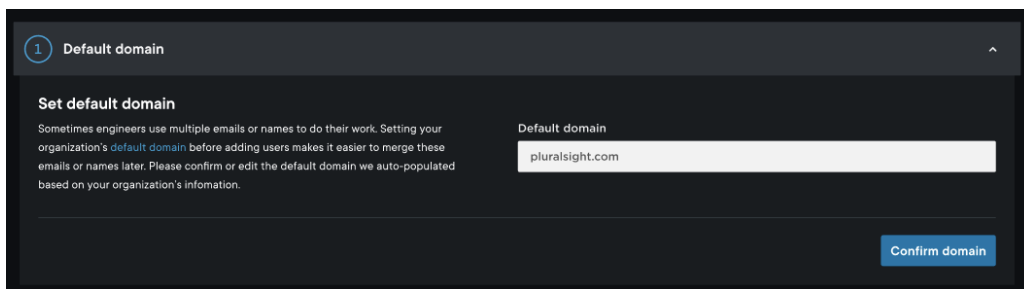 1 Default domain
Set default domain
Sometimes engineers use multiple emails or names to do their work. Setting your
organization's default domain before adding users makes it easier to merge these
emails or names later. Please confirm or edit the default domain we auto-populated
based on your organization's infomation.
Default domain
pluralsight.com
Confirm domain